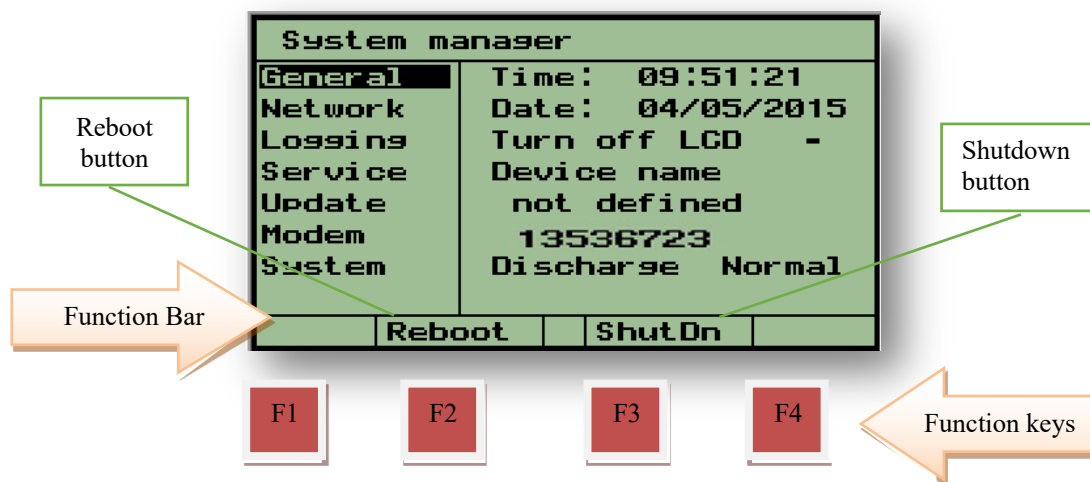 System manager
General
Time: 09:51:21
Network
Date: 04/05/2015
Logging
Turn off LCD -
Service
Device name
Update
not defined
Modem
13536723
System
Discharge Normal
Reboot ShutDn
Reboot
button
Shutdown
button
Function Bar
F1 F2 F3 F4
Function keys